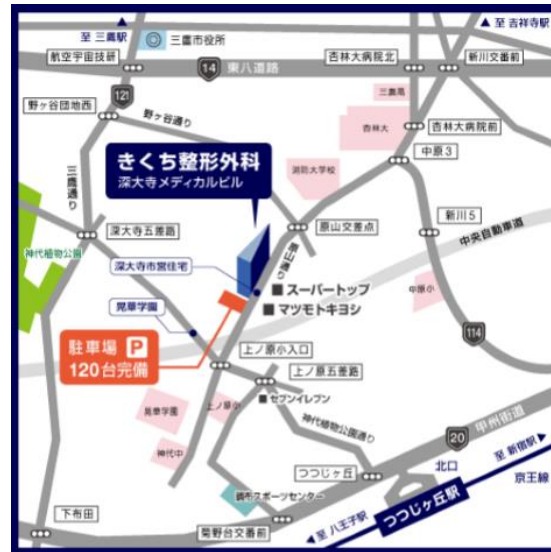 至 三鷹駅
三鷹市役所
至 吉祥寺駅
航空宇宙技研
14
東八道路
杏林大病院北
新川交番前
121
野ヶ谷団地西
野ヶ谷通り
三鷹高
杏林大
杏林大病院前
中原3
きくち整形外科
深大寺メディカルビル
消防大学校
三鷹通り
深大寺五差路
原山交差点
新川5
神代植物公園
原山通り
中央自動車道
深大寺市営住宅
スーパートップ
マツモトキヨシ
中原小
晃華学園
駐車場 P
120台完備
114
上ノ原小入口
上ノ原五差路
晃華学園
上ノ原小
セブンイレブン
神代植物公園通り
甲州街道
20
神代中
つつじヶ丘
北口
至 新宿駅
京王線
調布スポーツセンター
つつじヶ丘駅
下布田
菊野台交番前
至 八王子駅